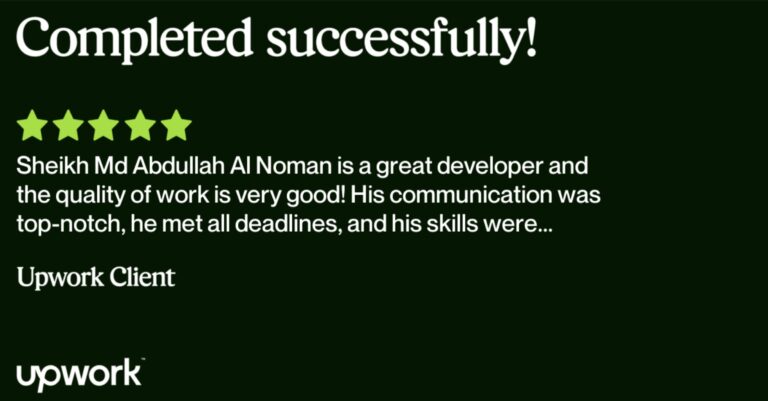 Completed successfully!
Sheikh Md Abdullah Al Noman is a great developer and
the quality of work is very good! His communication was
top-notch, he met all deadlines, and his skills were...
Upwork Client
upwork™